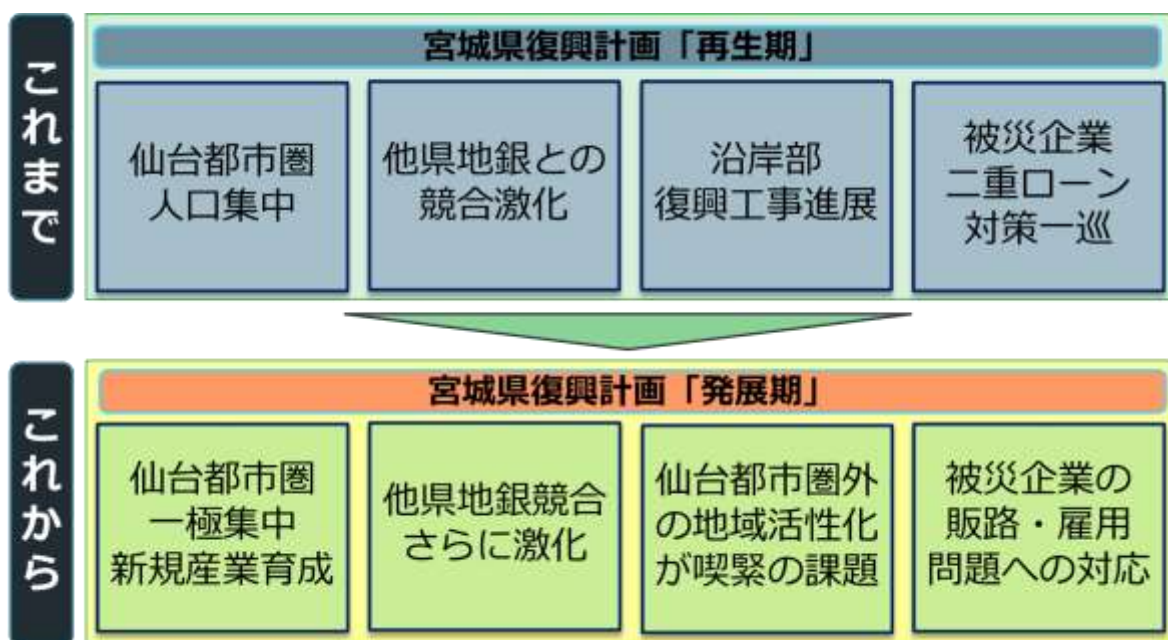 これまで
宮城県復興計画「再生期」
仙台都市圏
人口集中
他県地銀との
競合激化
沿岸部
復興工事進展
被災企業
二重ローン
対策一巡
これから
宮城県復興計画「発展期」
仙台都市圏
一極集中
新規産業育成
他県地銀競合
さらに激化
仙台都市圏外
の地域活性化
が喫緊の課題
被災企業の
販路・雇用
問題への対応